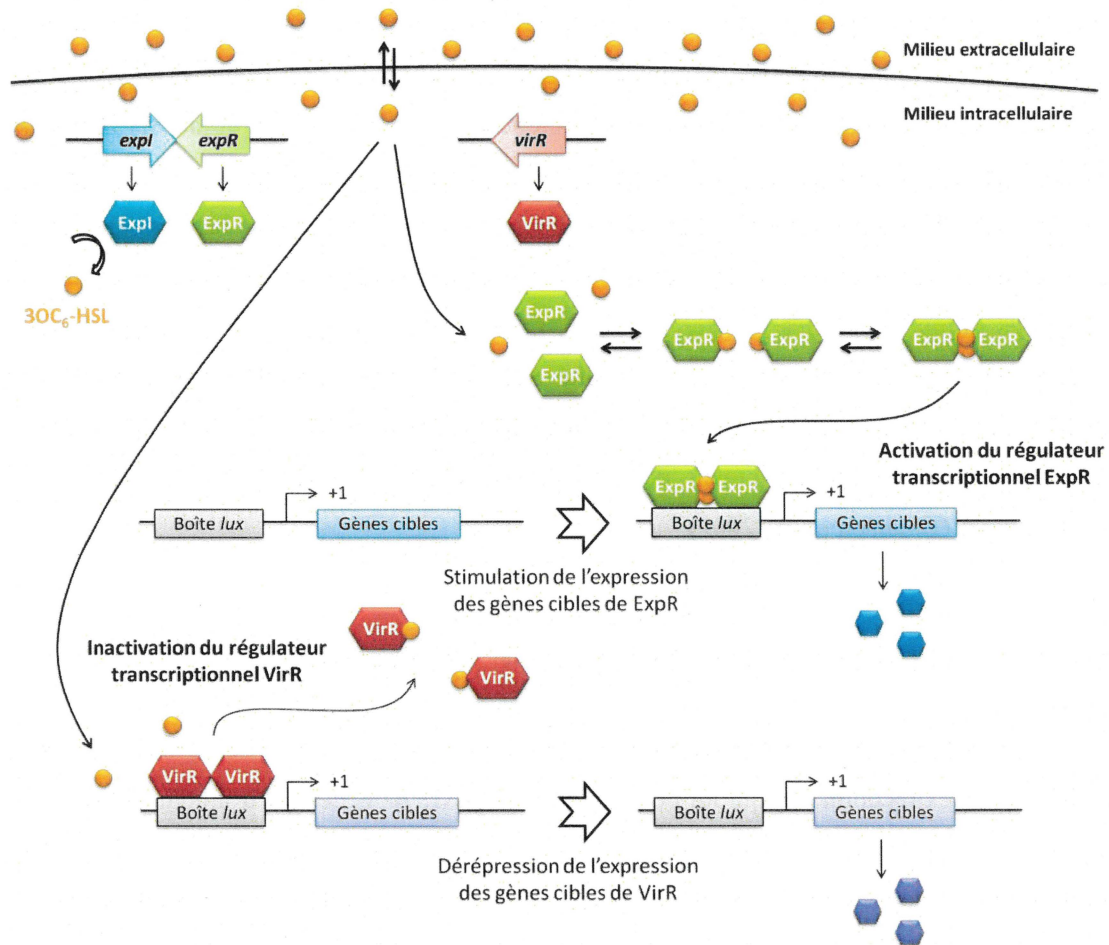 Milieu extracellulaire
Milieu intracellulaire
expI
expR
virR
ExpI
ExpR
VirR
3OC₆-HSL
ExpR
ExpR
ExpR
ExpR
ExpR
ExpR
Activation du régulateur
transcriptionnel ExpR
ExpR
ExpR
+1
Boîte lux
Gènes cibles
+1
Boîte lux
Gènes cibles
Stimulation de l'expression
des gènes cibles de ExpR
VirR
VirR
Inactivation du régulateur
transcriptionnel VirR
VirR
VirR
+1
Boîte lux
Gènes cibles
+1
Boîte lux
Gènes cibles
Dérépression de l'expression
des gènes cibles de VirR